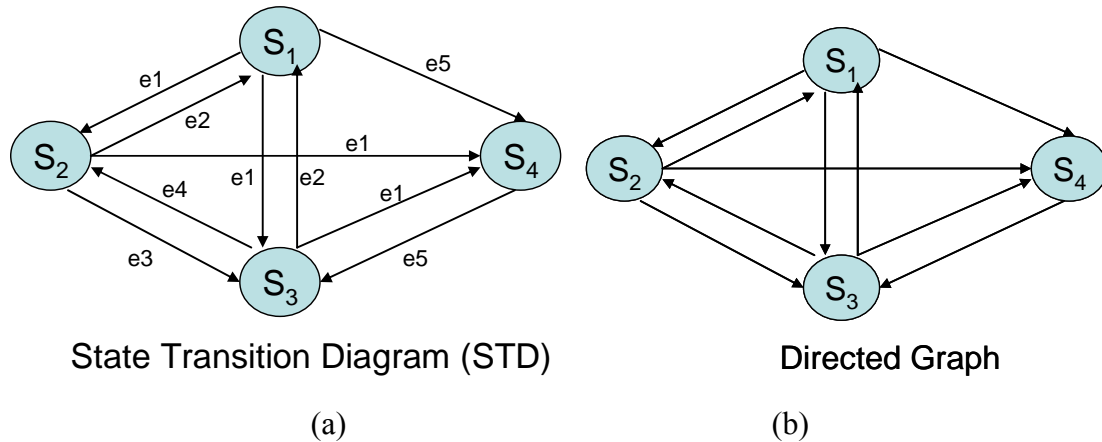 S1
e5
e1
e2
S2
e1
S4
e4
e1
e2
e1
e3
e5
S3
State Transition Diagram (STD)
(a)
S1
S2
S4
S3
Directed Graph
(b)